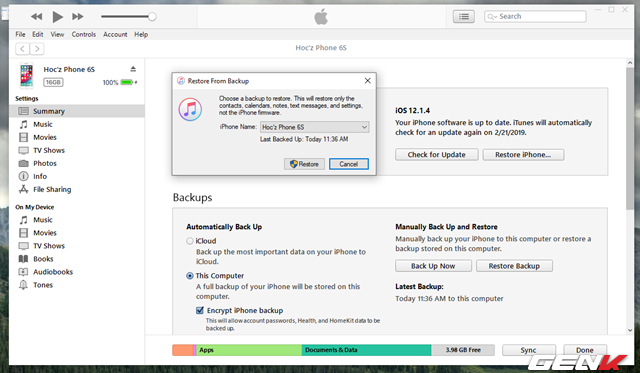 Search
File Edit View Controls Account Help
Hoc'z Phone 6S
Hoc'z Phone 6S
16GB 100%
Settings
Summary
Music
Movies
TV Shows
Photos
Info
File Sharing
On My Device
Music
Movies
TV Shows
Books
Audiobooks
Tones
Restore From Backup
Choose a backup to restore. This will restore only the
contacts, calendars, notes, text messages, and settings,
not the iPhone firmware.
iPhone Name: Hoc'z Phone 6S
Last Backed Up: Today 11:36 AM
Restore Cancel
iOS 12.1.4
Your iPhone software is up to date. iTunes will automatically
check for an update again on 2/21/2019.
Check for Update Restore iPhone...
Backups
Automatically Back Up
iCloud
Back up the most important data on your iPhone to
iCloud.
This Computer
A full backup of your iPhone will be stored on this
computer.
Encrypt iPhone backup
This will allow account passwords, Health, and HomeKit data to be
backed up.
Manually Back Up and Restore
Manually back up your iPhone to this computer or restore a
backup stored on this computer.
Back Up Now Restore Backup
Latest Backup:
Today 11:36 AM to this computer
Apps Documents & Data 3.98 GB Free Sync Done
GENK